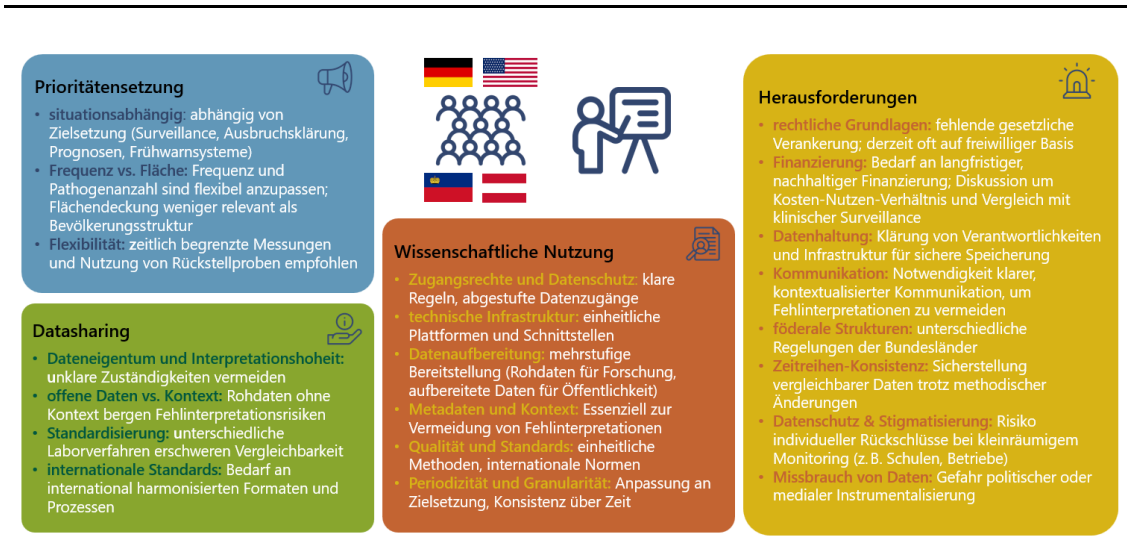 Prioritätensetzung
• situationsabhängig: abhängig von
Zielsetzung (Surveillance, Ausbruchsklärung,
Prognosen, Frühwarnsysteme)
• Frequenz vs. Fläche: Frequenz und
Pathogenanzahl sind flexibel anzupassen;
Flächendeckung weniger relevant als
Bevölkerungsstruktur
• Flexibilität: zeitlich begrenzte Messungen
und Nutzung von Rückstellproben empfohlen
Datasharing
• Dateneigentum und Interpretationshoheit:
unklare Zuständigkeiten vermeiden
• offene Daten vs. Kontext: Rohdaten ohne
Kontext bergen Fehlinterpretationsrisiken
• Standardisierung: unterschiedliche
Laborverfahren erschweren Vergleichbarkeit
• internationale Standards: Bedarf an
international harmonisierten Formaten und
Prozessen
Wissenschaftliche Nutzung
• Zugangsrechte und Datenschutz: klare
Regeln, abgestufte Datenzugänge
• technische Infrastruktur: einheitliche
Plattformen und Schnittstellen
• Datenaufbereitung: mehrstufige
Bereitstellung (Rohdaten für Forschung,
aufbereitete Daten für Öffentlichkeit)
• Metadaten und Kontext: Essenziell zur
Vermeidung von Fehlinterpretationen
• Qualität und Standards: einheitliche
Methoden, internationale Normen
• Periodizität und Granularität: Anpassung an
Zielsetzung, Konsistenz über Zeit
Herausforderungen
• rechtliche Grundlagen: fehlende gesetzliche
Verankerung; derzeit oft auf freiwilliger Basis
• Finanzierung: Bedarf an langfristiger,
nachhaltiger Finanzierung; Diskussion um
Kosten-Nutzen-Verhältnis und Vergleich mit
klinischer Surveillance
• Datenhaltung: Klärung von Verantwortlichkeiten
und Infrastruktur für sichere Speicherung
• Kommunikation: Notwendigkeit klarer,
kontextualisierter Kommunikation, um
Fehlinterpretationen zu vermeiden
• föderale Strukturen: unterschiedliche
Regelungen der Bundesländer
• Zeitreihen-Konsistenz: Sicherstellung
vergleichbarer Daten trotz methodischer
Änderungen
• Datenschutz & Stigmatisierung: Risiko
individueller Rückschlüsse bei kleinräumigem
Monitoring (z. B. Schulen, Betriebe)
• Missbrauch von Daten: Gefahr politischer oder
medialer Instrumentalisierung